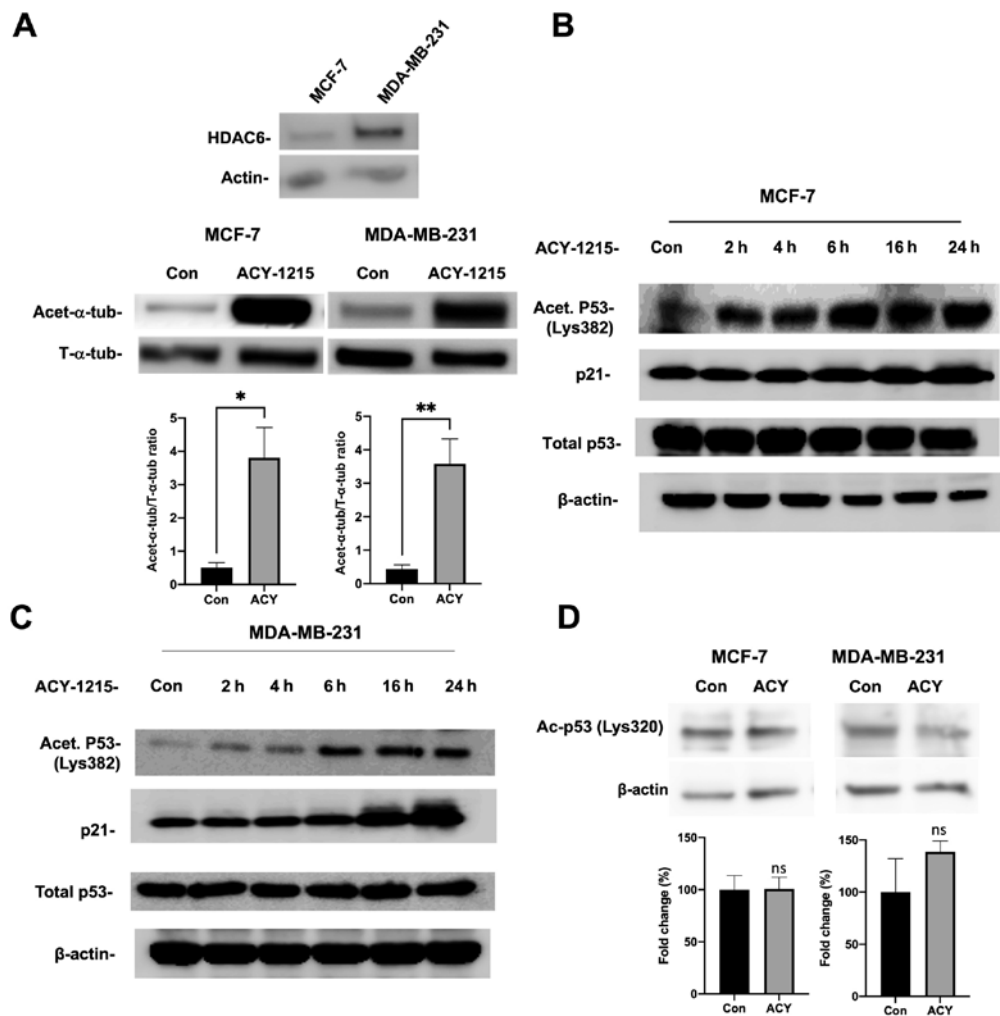 A
MCF-7
MDA-MB-231
HDAC6-
Actin-
MCF-7 MDA-MB-231
Con ACY-1215 Con ACY-1215
Acet-α-tub-
T-α-tub-
*
**
Acet-α-tub/T-α-tub ratio
5
4
3
2
1
0
Con ACY
Acet-α-tub/T-α-tub ratio
5
4
3
2
1
0
Con ACY
B
MCF-7
ACY-1215- Con 2 h 4 h 6 h 16 h 24 h
Acet. P53-
(Lys382)
p21-
Total p53-
β-actin-
C
MDA-MB-231
ACY-1215- Con 2 h 4 h 6 h 16 h 24 h
Acet. P53-
(Lys382)
p21-
Total p53-
β-actin-
D
MCF-7 MDA-MB-231
Con ACY Con ACY
Ac-p53 (Lys320)
β-actin
Fold change (%)
150
100
50
0
ns
Con ACY
Fold change (%)
150
100
50
0
ns
Con ACY